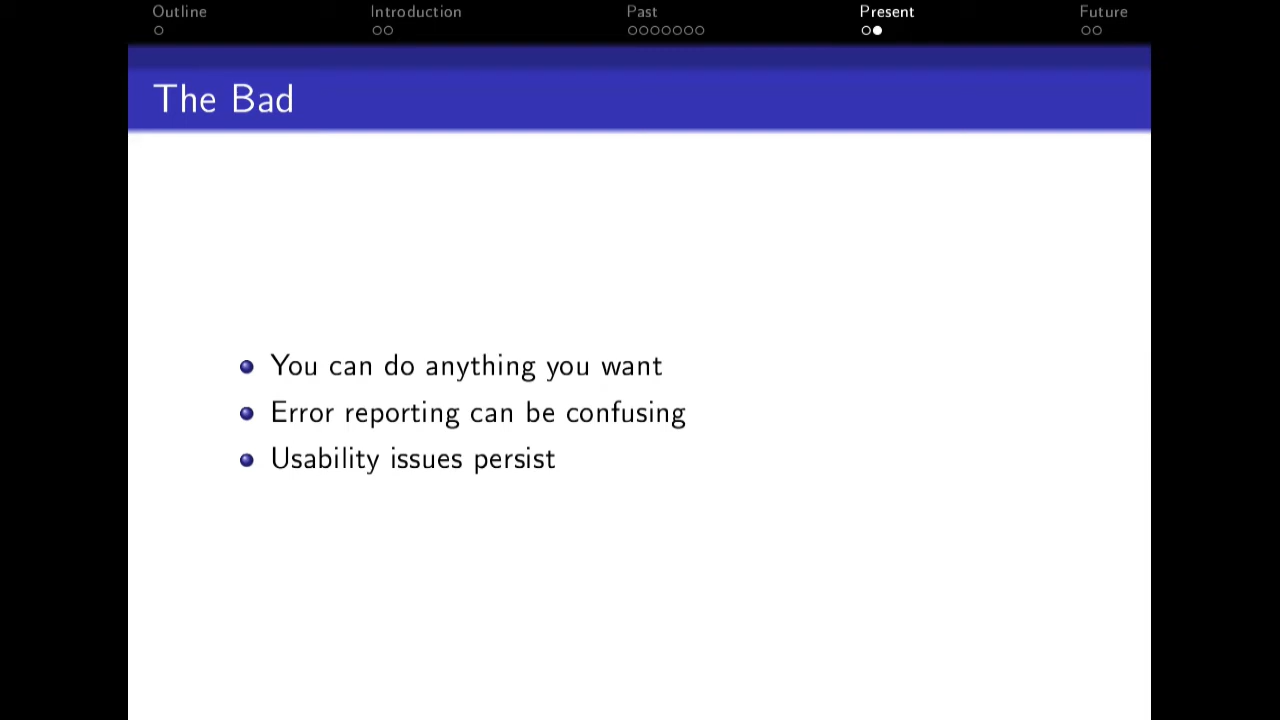 Outline Introduction Past Present Future
The Bad
You can do anything you want
Error reporting can be confusing
Usability issues persist